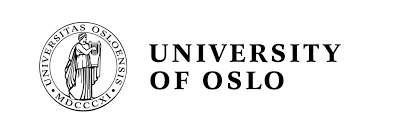 UNIVERSITAS OSLOENSIS
MDCCCXI
UNIVERSITY
OF OSLO